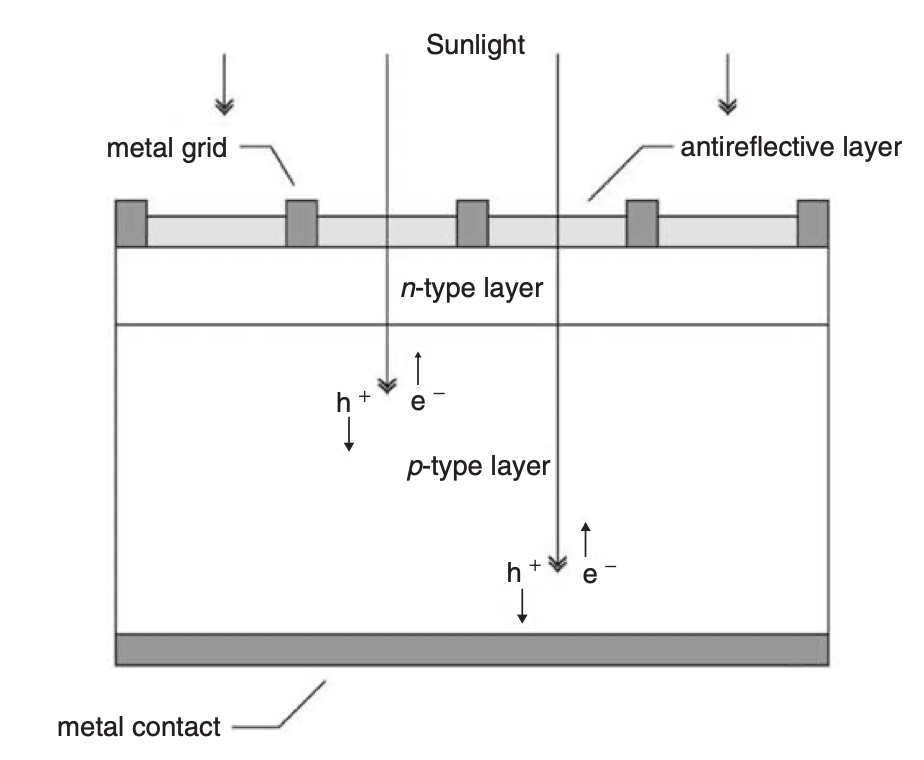 Sunlight
metal grid
antireflective layer
n-type layer
h⁺ e⁻
p-type layer
h⁺ e⁻
metal contact